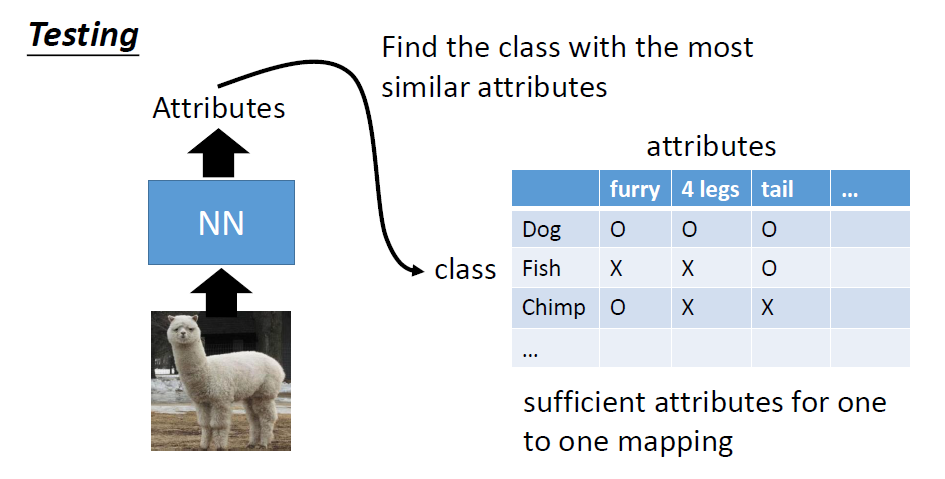 Testing
Find the class with the most
similar attributes
Attributes
NN
class
attributes
furry 4 legs tail ...
Dog O O O
Fish X X O
Chimp O X X
...
sufficient attributes for one
to one mapping